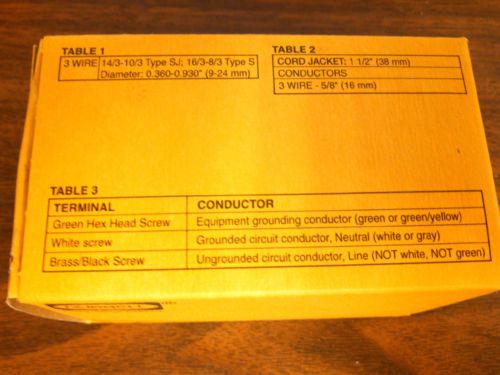 TABLE 1
3 WIRE 14/3-10/3 Type SJ; 16/3-8/3 Type S
Diameter: 0.360-0.930" (9-24 mm)
TABLE 2
CORD JACKET: 1 1/2" (38 mm)
CONDUCTORS
3 WIRE - 5/8" (16 mm)
TABLE 3
TERMINAL CONDUCTOR
Green Hex Head Screw Equipment grounding conductor (green or green/yellow)
White screw Grounded circuit conductor, Neutral (white or gray)
Brass/Black Screw Ungrounded circuit conductor, Line (NOT white, NOT green)